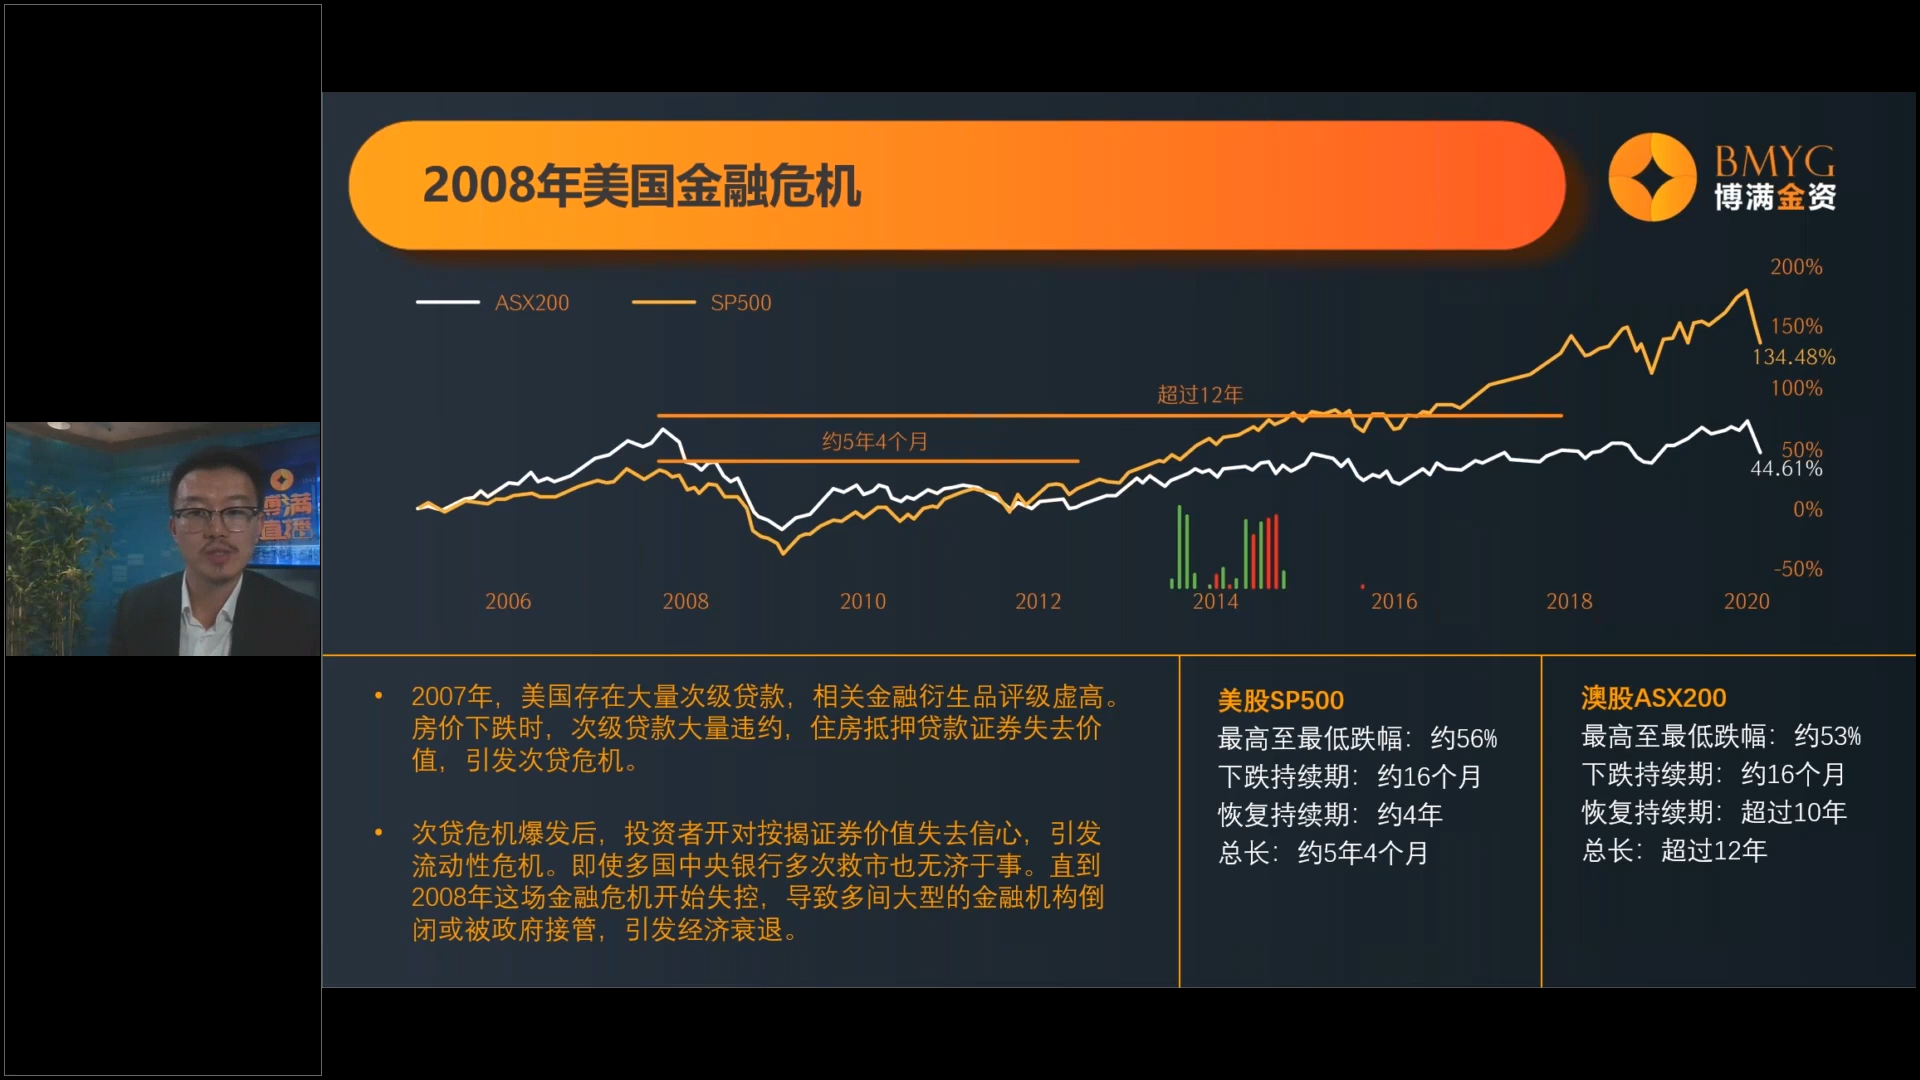 2008年美国金融危机
BMYG
博满金资
ASX200
SP500
200%
150%
134.48%
100%
50%
44.61%
0%
-50%
超过12年
约5年4个月
2006
2008
2010
2012
2014
2016
2018
2020
博满
直播
• 2007年，美国存在大量次级贷款，相关金融衍生品评级虚高。
房价下跌时，次级贷款大量违约，住房抵押贷款证券失去价
值，引发次贷危机。
• 次贷危机爆发后，投资者开对按揭证券价值失去信心，引发
流动性危机。即使多国中央银行多次救市也无济于事。直到
2008年这场金融危机开始失控，导致多间大型的金融机构倒
闭或被政府接管，引发经济衰退。
美股SP500
最高至最低跌幅：约56%
下跌持续期：约16个月
恢复持续期：约4年
总长：约5年4个月
澳股ASX200
最高至最低跌幅：约53%
下跌持续期：约16个月
恢复持续期：超过10年
总长：超过12年